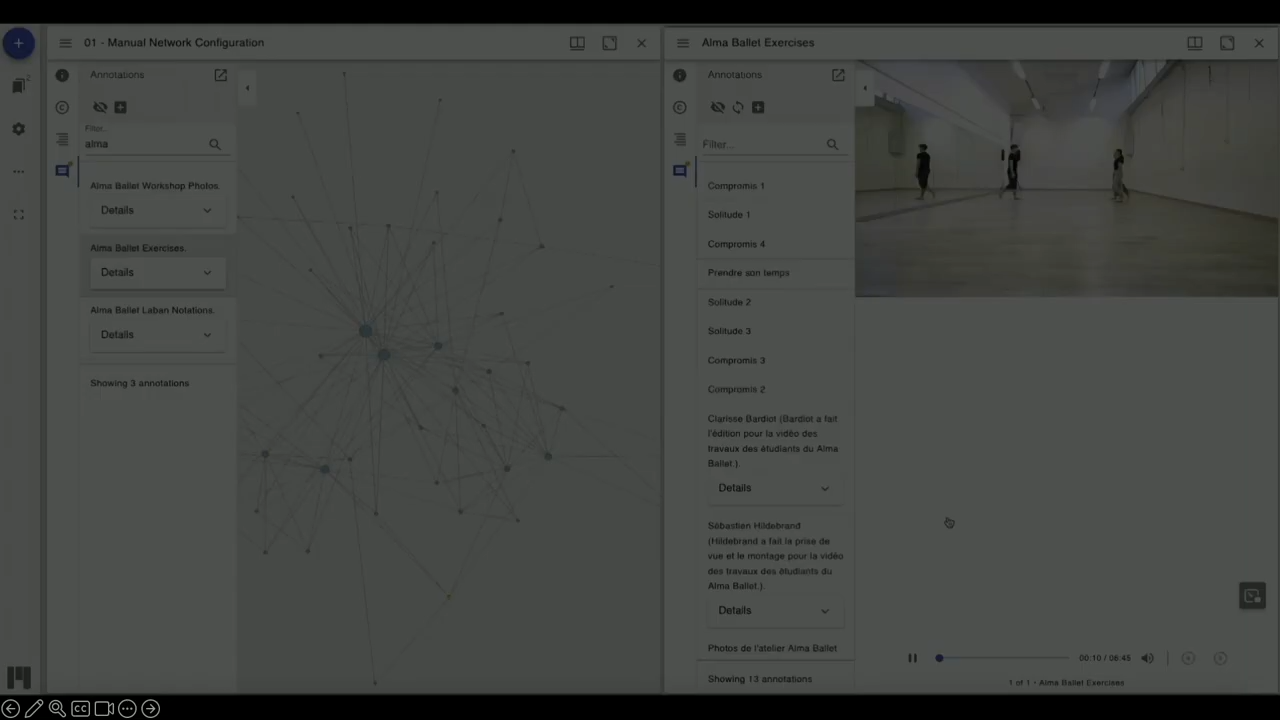 01 - Manual Network Configuration
Annotations
Filter...
alma
Alma Ballet Workshop Photos.
Details
Alma Ballet Exercises.
Details
Alma Ballet Laban Notations.
Details
Showing 3 annotations
Alma Ballet Exercises
Annotations
Filter...
Compromis 1
Solitude 1
Compromis 4
Prendre son temps
Solitude 2
Solitude 3
Compromis 3
Compromis 2
Clarisse Bardiot (Bardiot a fait
l'édition pour la vidéo des
travaux des étudiants du Alma
Ballet.).
Details
Sébastien Hildebrand
(Hildebrand a fait la prise de
vue et le montage pour la vidéo
des travaux des étudiants du
Alma Ballet.).
Details
Photos de l'atelier Alma Ballet
Showing 13 annotations
00:10 / 06:45
1 of 1 • Alma Ballet Exercises
CC